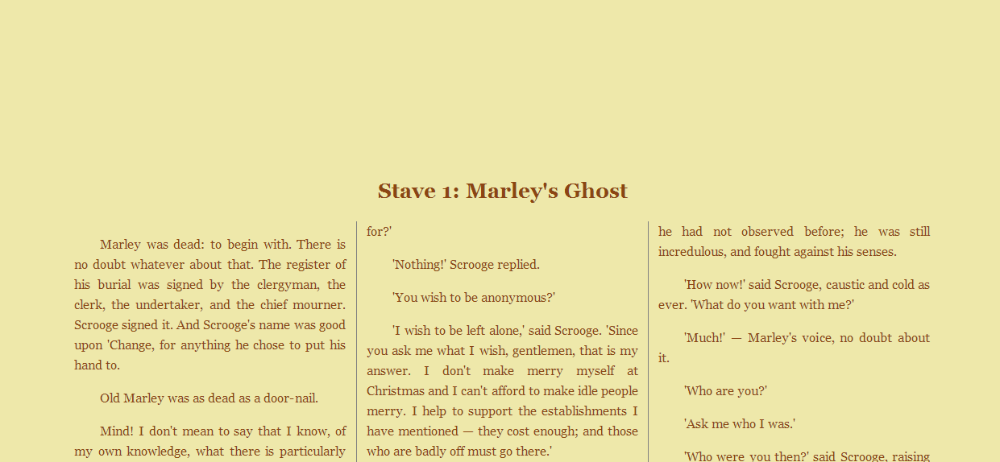 Stave 1: Marley's Ghost
Marley was dead: to begin with. There is
no doubt whatever about that. The register of
his burial was signed by the clergyman, the
clerk, the undertaker, and the chief mourner.
Scrooge signed it. And Scrooge's name was good
upon 'Change, for anything he chose to put his
hand to.
Old Marley was as dead as a door-nail.
Mind! I don't mean to say that I know, of
my own knowledge, what there is particularly
for?'
'Nothing!' Scrooge replied.
'You wish to be anonymous?'
'I wish to be left alone,' said Scrooge. 'Since
you ask me what I wish, gentlemen, that is my
answer. I don't make merry myself at
Christmas and I can't afford to make idle people
merry. I help to support the establishments I
have mentioned — they cost enough; and those
who are badly off must go there.'
he had not observed before; he was still
incredulous, and fought against his senses.
'How now!' said Scrooge, caustic and cold as
ever. 'What do you want with me?'
'Much!' — Marley's voice, no doubt about
it.
'Who are you?'
'Ask me who I was.'
'Who were you then?' said Scrooge, raising